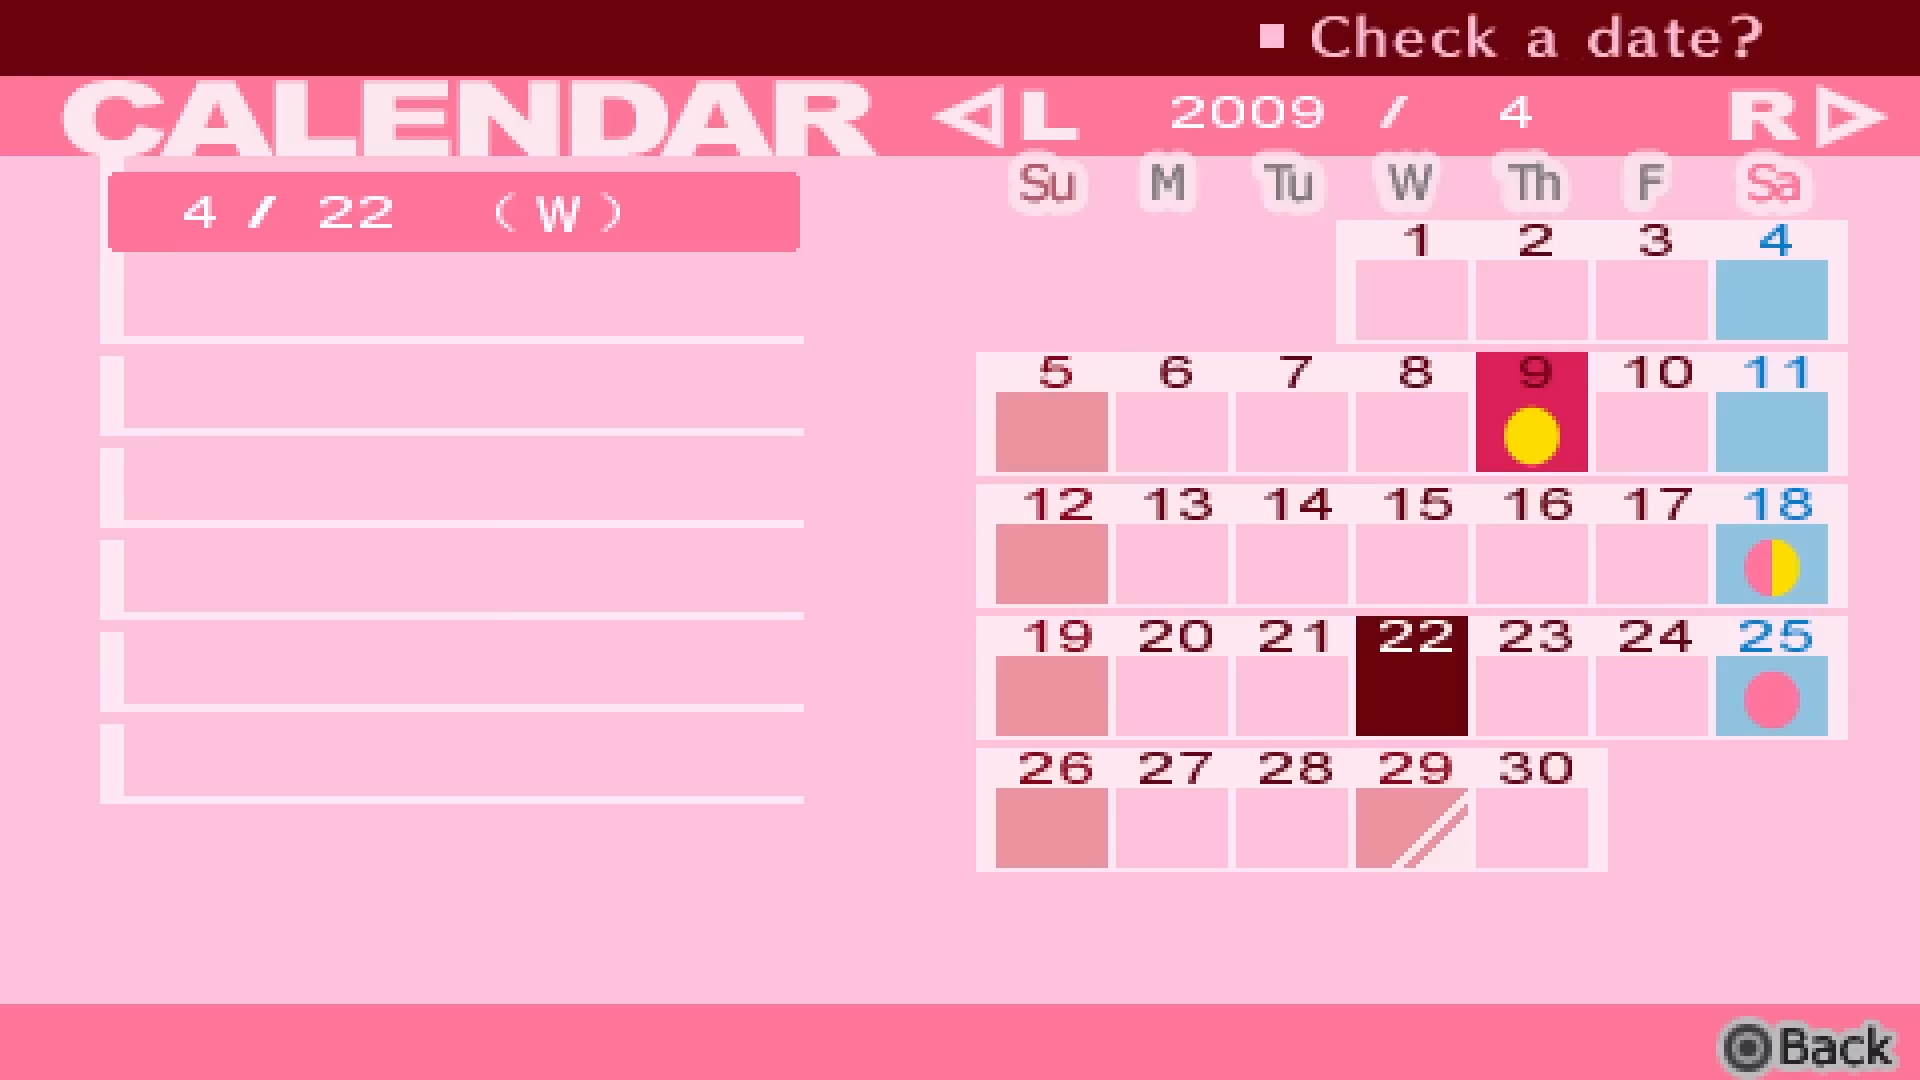 Check a date?
CALENDAR
L 2009 / 4 R
4 / 22 (W)
Su M Tu W Th F Sa
1 2 3 4
5 6 7 8 9 10 11
12 13 14 15 16 17 18
19 20 21 22 23 24 25
26 27 28 29 30
Back